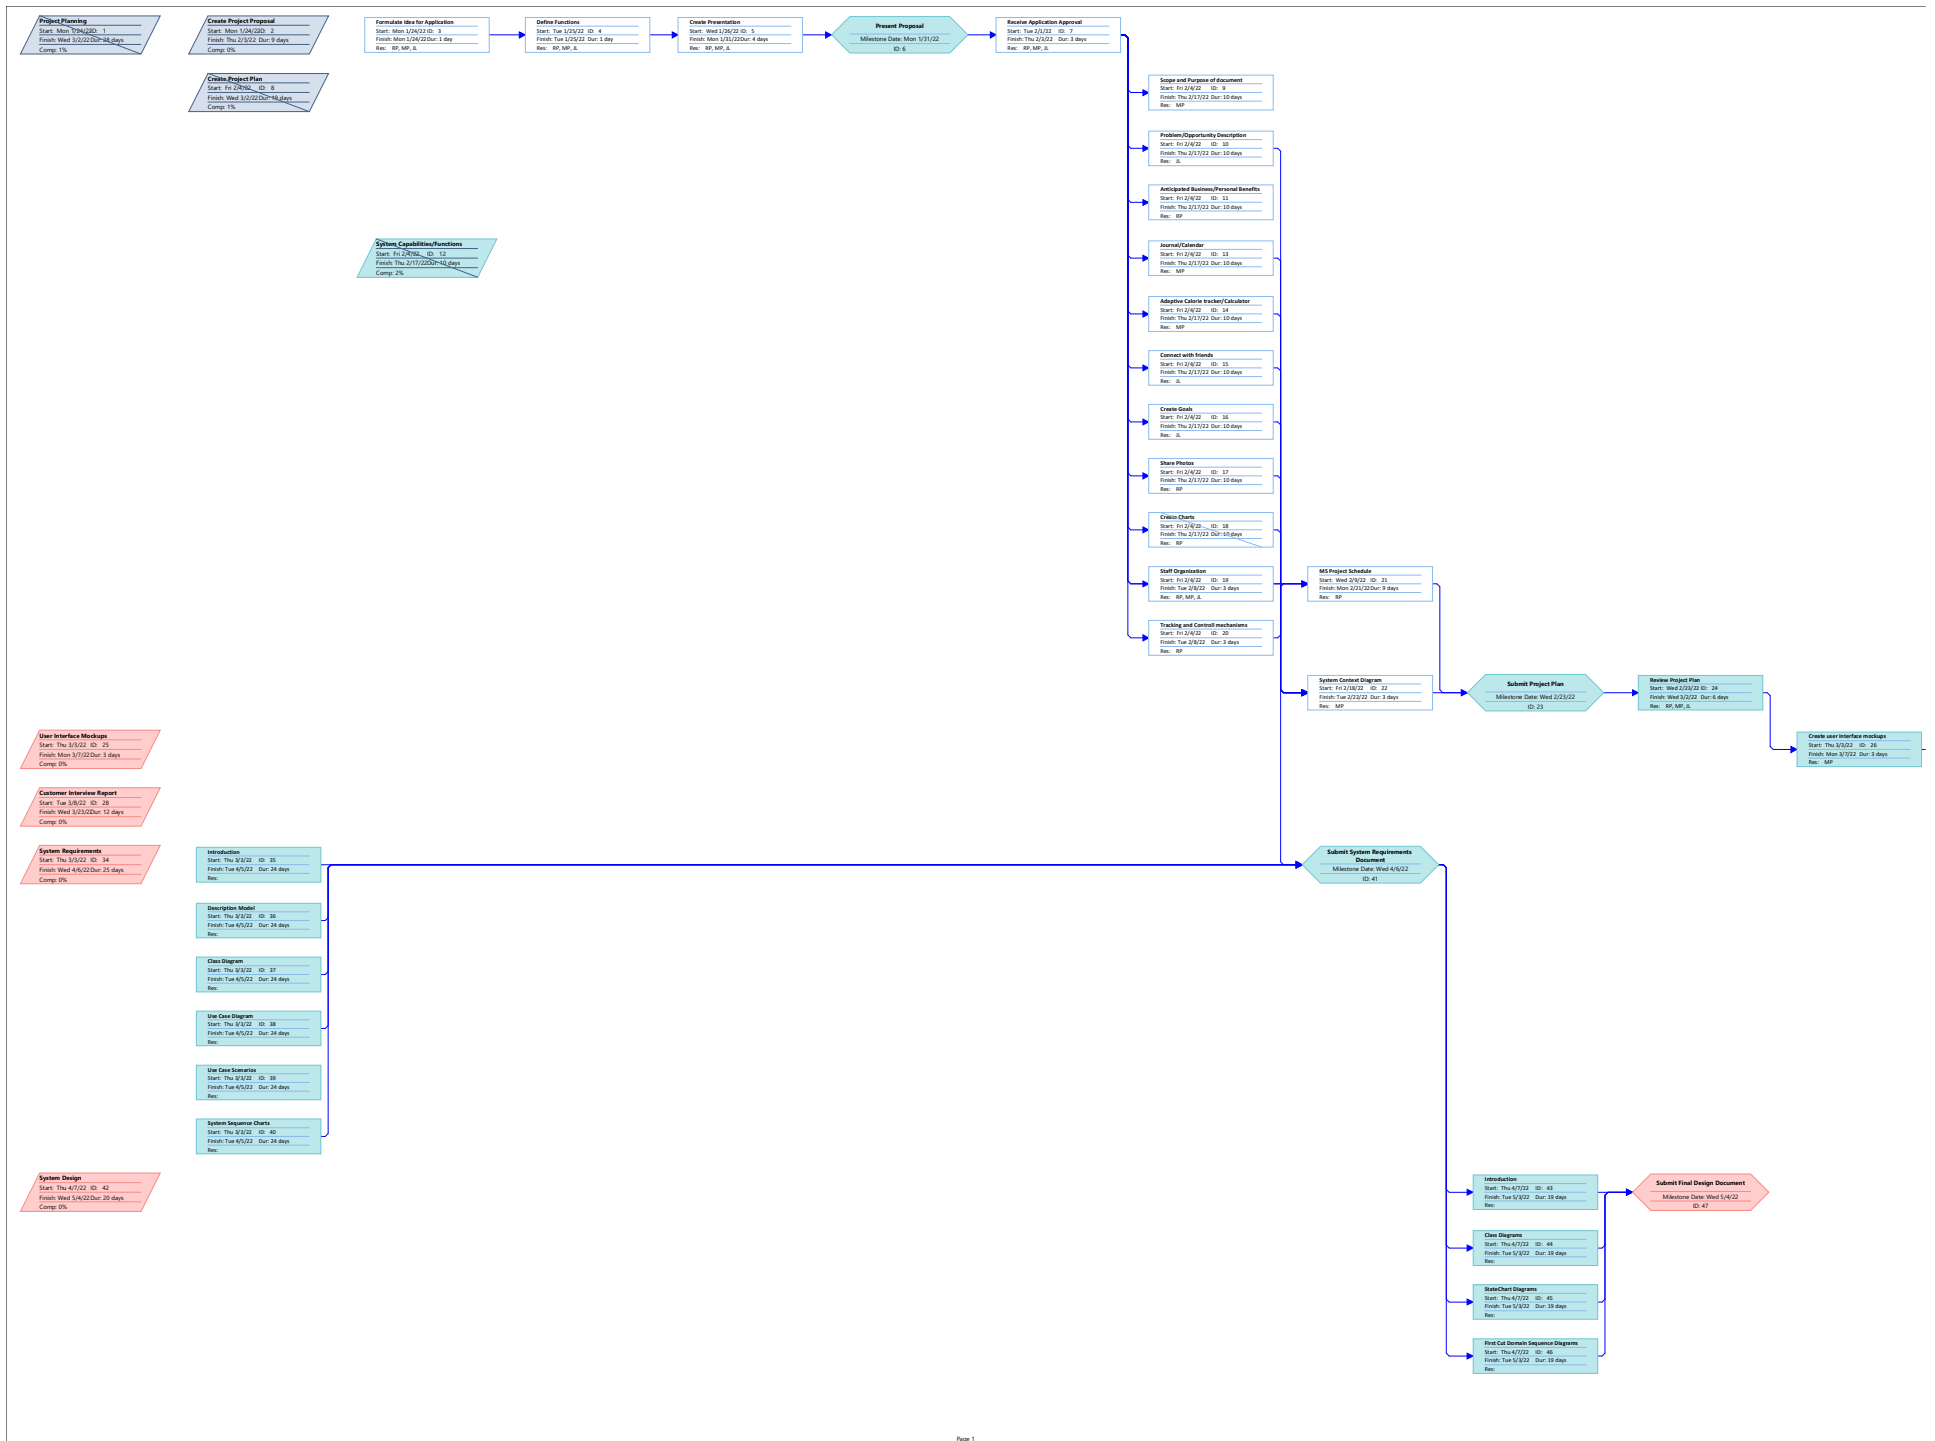 Project Planning
Start: Mon 1/24/22 ID: 1
Finish: Wed 3/2/22 Dur: 28 days
Comp: 1%
Create Project Proposal
Start: Mon 1/24/22 ID: 2
Finish: Thu 2/3/22 Dur: 9 days
Comp: 0%
Formulate Idea for Application
Start: Mon 1/24/22 ID: 3
Finish: Mon 1/24/22 Dur: 1 day
Res: RP, MP, JL
Define Functions
Start: Tue 1/25/22 ID: 4
Finish: Tue 1/25/22 Dur: 1 day
Res: RP, MP, JL
Create Presentation
Start: Wed 1/26/22 ID: 5
Finish: Mon 1/31/22 Dur: 4 days
Res: RP, MP, JL
Present Proposal
Milestone Date: Mon 1/31/22
ID: 6
Receive Application Approval
Start: Tue 2/1/22 ID: 7
Finish: Thu 2/3/22 Dur: 3 days
Res: RP, MP, JL
Create Project Plan
Start: Fri 2/4/22 ID: 8
Finish: Wed 3/2/22 Dur: 19 days
Comp: 1%
Scope and Purpose of document
Start: Fri 2/4/22 ID: 9
Finish: Thu 2/17/22 Dur: 10 days
Res: MP
Problem/Opportunity Description
Start: Fri 2/4/22 ID: 10
Finish: Thu 2/17/22 Dur: 10 days
Res: JL
Anticipated Business/Personal Benefits
Start: Fri 2/4/22 ID: 11
Finish: Thu 2/17/22 Dur: 10 days
Res: RP
System Capabilities/Functions
Start: Fri 2/4/22 ID: 12
Finish: Thu 2/17/22 Dur: 10 days
Comp: 2%
Journal/Calendar
Start: Fri 2/4/22 ID: 13
Finish: Thu 2/17/22 Dur: 10 days
Res: MP
Adaptive Calorie tracker/Calculator
Start: Fri 2/4/22 ID: 14
Finish: Thu 2/17/22 Dur: 10 days
Res: MP
Connect with friends
Start: Fri 2/4/22 ID: 15
Finish: Thu 2/17/22 Dur: 10 days
Res: JL
Create Goals
Start: Fri 2/4/22 ID: 16
Finish: Thu 2/17/22 Dur: 10 days
Res: JL
Share Photos
Start: Fri 2/4/22 ID: 17
Finish: Thu 2/17/22 Dur: 10 days
Res: RP
Create Charts
Start: Fri 2/4/22 ID: 18
Finish: Thu 2/17/22 Dur: 10 days
Res: RP
Staff Organization
Start: Fri 2/4/22 ID: 19
Finish: Tue 2/8/22 Dur: 3 days
Res: RP, MP, JL
MS Project Schedule
Start: Wed 2/9/22 ID: 21
Finish: Mon 2/21/22 Dur: 9 days
Res: RP
Tracking and Controll mechanisms
Start: Fri 2/4/22 ID: 20
Finish: Tue 2/8/22 Dur: 3 days
Res: RP
System Context Diagram
Start: Fri 2/18/22 ID: 22
Finish: Tue 2/22/22 Dur: 3 days
Res: MP
Submit Project Plan
Milestone Date: Wed 2/23/22
ID: 23
Review Project Plan
Start: Wed 2/23/22 ID: 24
Finish: Wed 3/2/22 Dur: 6 days
Res: RP, MP, JL
User Interface Mockups
Start: Thu 3/3/22 ID: 25
Finish: Mon 3/7/22 Dur: 3 days
Comp: 0%
Create user interface mockups
Start: Thu 3/3/22 ID: 26
Finish: Mon 3/7/22 Dur: 3 days
Res: MP
Customer Interview Report
Start: Tue 3/8/22 ID: 28
Finish: Wed 3/23/22 Dur: 12 days
Comp: 0%
System Requirements
Start: Thu 3/3/22 ID: 34
Finish: Wed 4/6/22 Dur: 25 days
Comp: 0%
Introduction
Start: Thu 3/3/22 ID: 35
Finish: Tue 4/5/22 Dur: 24 days
Res:
Submit System Requirements
Document
Milestone Date: Wed 4/6/22
ID: 41
Description Model
Start: Thu 3/3/22 ID: 36
Finish: Tue 4/5/22 Dur: 24 days
Res:
Class Diagram
Start: Thu 3/3/22 ID: 37
Finish: Tue 4/5/22 Dur: 24 days
Res:
Use Case Diagram
Start: Thu 3/3/22 ID: 38
Finish: Tue 4/5/22 Dur: 24 days
Res:
Use Case Scenarios
Start: Thu 3/3/22 ID: 39
Finish: Tue 4/5/22 Dur: 24 days
Res:
System Sequence Charts
Start: Thu 3/3/22 ID: 40
Finish: Tue 4/5/22 Dur: 24 days
Res:
System Design
Start: Thu 4/7/22 ID: 42
Finish: Wed 5/4/22 Dur: 20 days
Comp: 0%
Introduction
Start: Thu 4/7/22 ID: 43
Finish: Tue 5/3/22 Dur: 19 days
Res:
Submit Final Design Document
Milestone Date: Wed 5/4/22
ID: 47
Class Diagrams
Start: Thu 4/7/22 ID: 44
Finish: Tue 5/3/22 Dur: 19 days
Res:
StateChart Diagrams
Start: Thu 4/7/22 ID: 45
Finish: Tue 5/3/22 Dur: 19 days
Res:
First Cut Domain Sequence Diagrams
Start: Thu 4/7/22 ID: 46
Finish: Tue 5/3/22 Dur: 19 days
Res:
Page 1